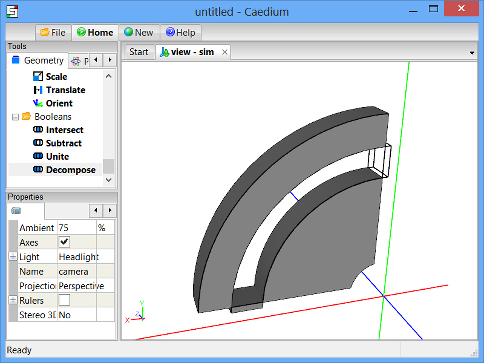 untitled - Caedium
File Home New Help
Tools
Geometry
Scale
Translate
Orient
Booleans
Intersect
Subtract
Unite
Decompose
Start view - sim
Properties
Ambient 75 %
Axes
Light Headlight
Name camera
Projection Perspective
Rulers
Stereo 3D No
Y
Z
X
Ready